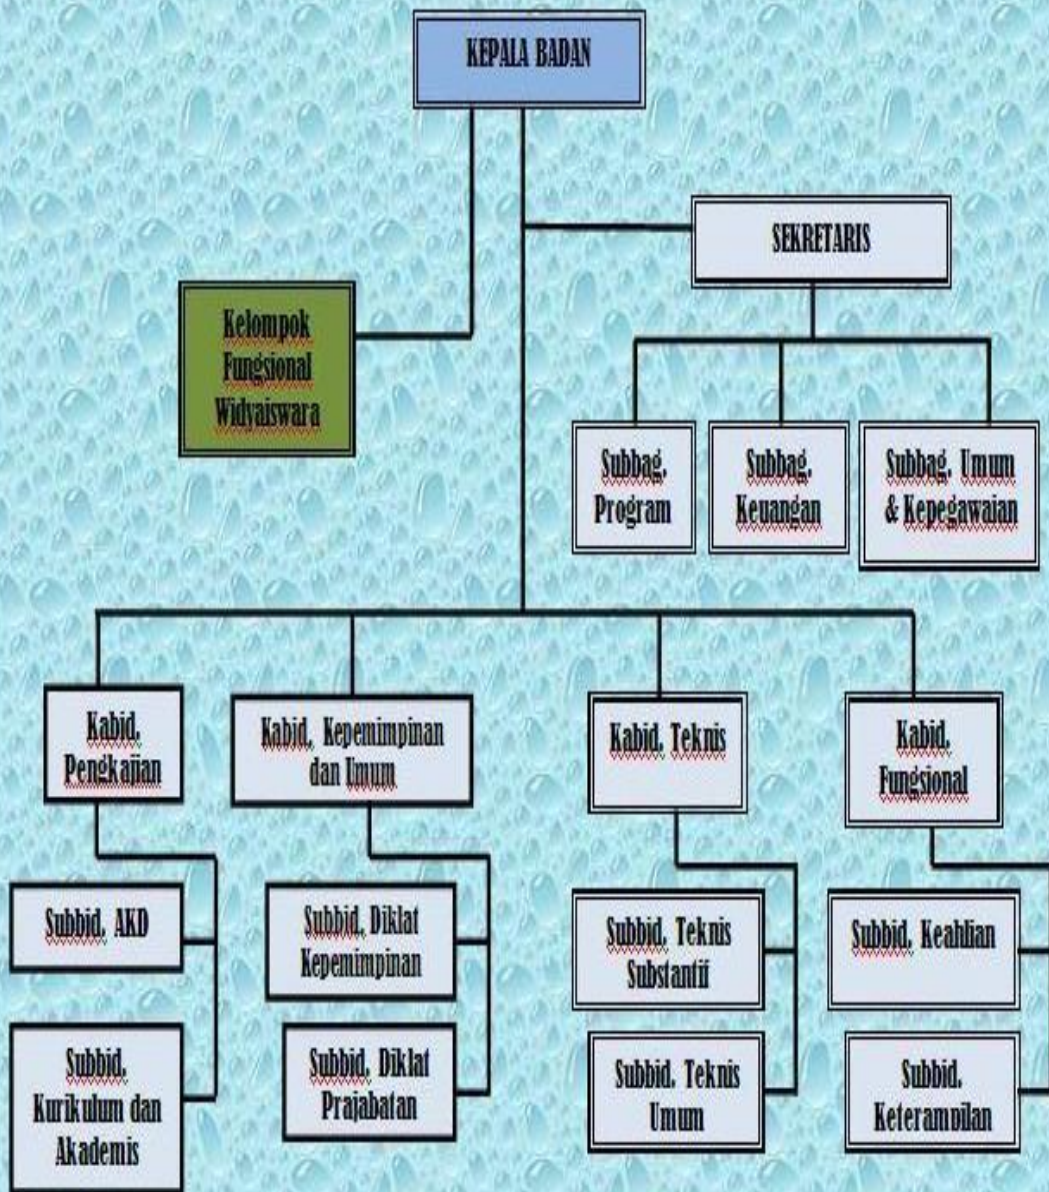 KEPALA BADAN
SEKRETARIS
Kelompok
Fungsional
Widyaiswara
Subbag.
Program
Subbag.
Keuangan
Subbag. Umum
& Kepegawaian
Kabid.
Pengkajian
Kabid. Kepemimpinan
dan Umum
Kabid. Teknis
Kabid.
Fungsional
Subbid. AKD
Subbid. Diklat
Kepemimpinan
Subbid. Teknis
Substantif
Subbid. Keahlian
Subbid.
Kurikulum dan
Akademis
Subbid. Diklat
Prajabatan
Subbid. Teknis
Umum
Subbid.
Keterampilan